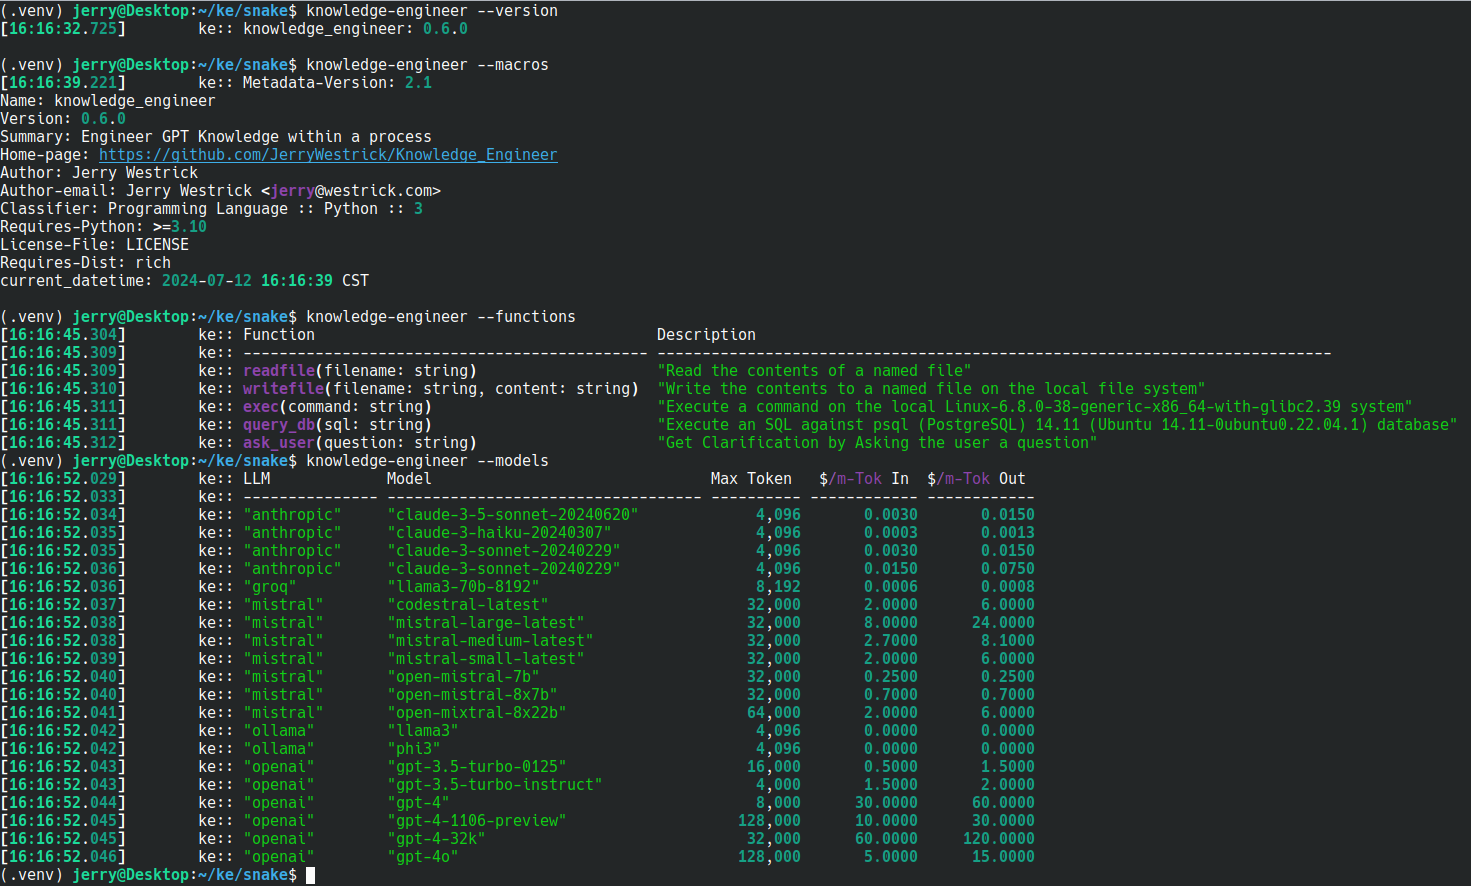 (.venv) jerry@Desktop:~/ke/snake$ knowledge-engineer --version
[16:16:32.725]        ke:: knowledge_engineer: 0.6.0
(.venv) jerry@Desktop:~/ke/snake$ knowledge-engineer --macros
[16:16:39.221]        ke:: Metadata-Version: 2.1
Name: knowledge_engineer
Version: 0.6.0
Summary: Engineer GPT Knowledge within a process
Home-page: https://github.com/JerryWestrick/Knowledge_Engineer
Author: Jerry Westrick
Author-email: Jerry Westrick <jerry@westrick.com>
Classifier: Programming Language :: Python :: 3
Requires-Python: >=3.10
License-File: LICENSE
Requires-Dist: rich
current_datetime: 2024-07-12 16:16:39 CST
(.venv) jerry@Desktop:~/ke/snake$ knowledge-engineer --functions
[16:16:45.304]        ke:: Function                                      Description
[16:16:45.309]        ke:: --------------------------------------------- ---------------------------------------------------------------------------
[16:16:45.309]        ke:: readfile(filename: string)                    "Read the contents of a named file"
[16:16:45.310]        ke:: writefile(filename: string, content: string)  "Write the contents to a named file on the local file system"
[16:16:45.311]        ke:: exec(command: string)                         "Execute a command on the local Linux-6.8.0-38-generic-x86_64-with-glibc2.39 system"
[16:16:45.311]        ke:: query_db(sql: string)                         "Execute an SQL against psql (PostgreSQL) 14.11 (Ubuntu 14.11-0ubuntu0.22.04.1) database"
[16:16:45.312]        ke:: ask_user(question: string)                    "Get Clarification by Asking the user a question"
(.venv) jerry@Desktop:~/ke/snake$ knowledge-engineer --models
[16:16:52.029]        ke:: LLM             Model                               Max Token   $/m-Tok In  $/m-Tok Out
[16:16:52.033]        ke:: --------------- ----------------------------------- ---------- ------------ ------------
[16:16:52.034]        ke:: "anthropic"     "claude-3-5-sonnet-20240620"             4,096       0.0030       0.0150
[16:16:52.035]        ke:: "anthropic"     "claude-3-haiku-20240307"                4,096       0.0003       0.0013
[16:16:52.035]        ke:: "anthropic"     "claude-3-sonnet-20240229"               4,096       0.0030       0.0150
[16:16:52.036]        ke:: "anthropic"     "claude-3-sonnet-20240229"               4,096       0.0150       0.0750
[16:16:52.036]        ke:: "groq"          "llama3-70b-8192"                        8,192       0.0006       0.0008
[16:16:52.037]        ke:: "mistral"       "codestral-latest"                      32,000       2.0000       6.0000
[16:16:52.038]        ke:: "mistral"       "mistral-large-latest"                  32,000       8.0000      24.0000
[16:16:52.038]        ke:: "mistral"       "mistral-medium-latest"                 32,000       2.7000       8.1000
[16:16:52.039]        ke:: "mistral"       "mistral-small-latest"                  32,000       2.0000       6.0000
[16:16:52.040]        ke:: "mistral"       "open-mistral-7b"                       32,000       0.2500       0.2500
[16:16:52.040]        ke:: "mistral"       "open-mistral-8x7b"                     32,000       0.7000       0.7000
[16:16:52.041]        ke:: "mistral"       "open-mixtral-8x22b"                    64,000       2.0000       6.0000
[16:16:52.042]        ke:: "ollama"        "llama3"                                 4,096       0.0000       0.0000
[16:16:52.042]        ke:: "ollama"        "phi3"                                   4,096       0.0000       0.0000
[16:16:52.043]        ke:: "openai"        "gpt-3.5-turbo-0125"                    16,000       0.5000       1.5000
[16:16:52.043]        ke:: "openai"        "gpt-3.5-turbo-instruct"                 4,000       1.5000       2.0000
[16:16:52.044]        ke:: "openai"        "gpt-4"                                  8,000      30.0000      60.0000
[16:16:52.045]        ke:: "openai"        "gpt-4-1106-preview"                   128,000      10.0000      30.0000
[16:16:52.045]        ke:: "openai"        "gpt-4-32k"                             32,000      60.0000     120.0000
[16:16:52.046]        ke:: "openai"        "gpt-4o"                               128,000       5.0000      15.0000
(.venv) jerry@Desktop:~/ke/snake$